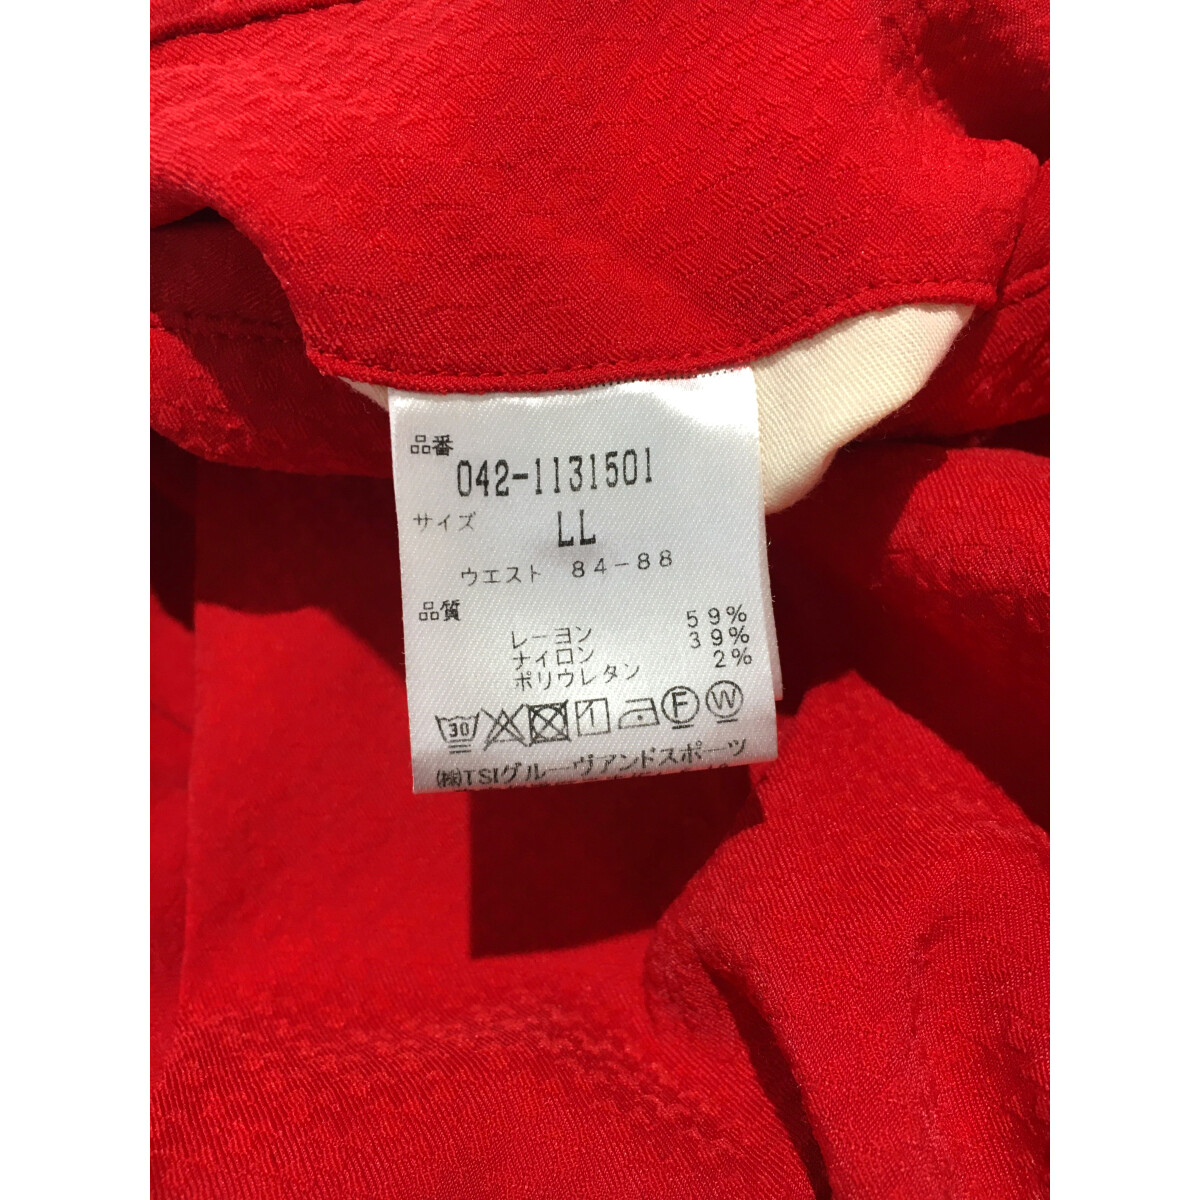 品番
042-1131501
サイズ LL
ウエスト 84-88
品質
レーヨン 59%
ナイロン 39%
ポリウレタン 2%
30 F W
(株)TSIグルーヴアンドスポーツ